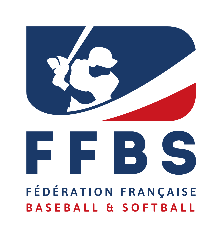 FFBS
FÉDÉRATION FRANÇAISE
BASEBALL & SOFTBALL